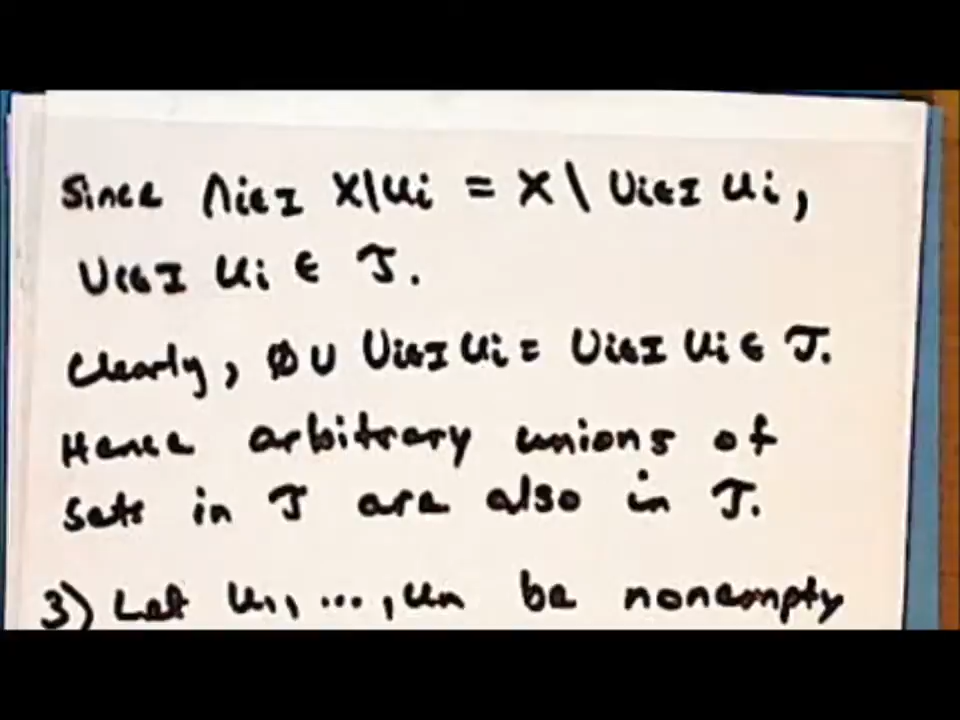 Since ∩i∈I X\Ui = X \ ∪i∈I Ui,
∪i∈I Ui ∈ J.
Clearly, Ø ∪ ∪i∈I Ui = ∪i∈I Ui ∈ J.
Hence arbitrary unions of
sets in J are also in J.
3) Let U1, ..., Un be nonempty